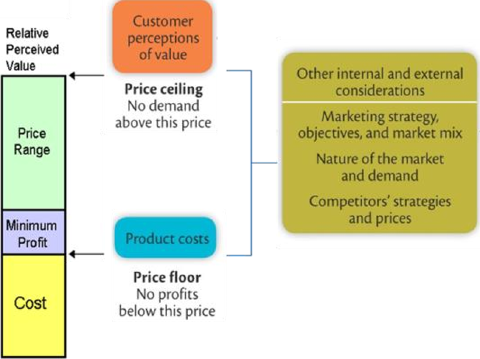 Relative
Perceived
Value
Price
Range
Minimum
Profit
Cost
Customer
perceptions
of value
Price ceiling
No demand
above this price
Product costs
Price floor
No profits
below this price
Other internal and external
considerations
Marketing strategy,
objectives, and market mix
Nature of the market
and demand
Competitors’ strategies
and prices